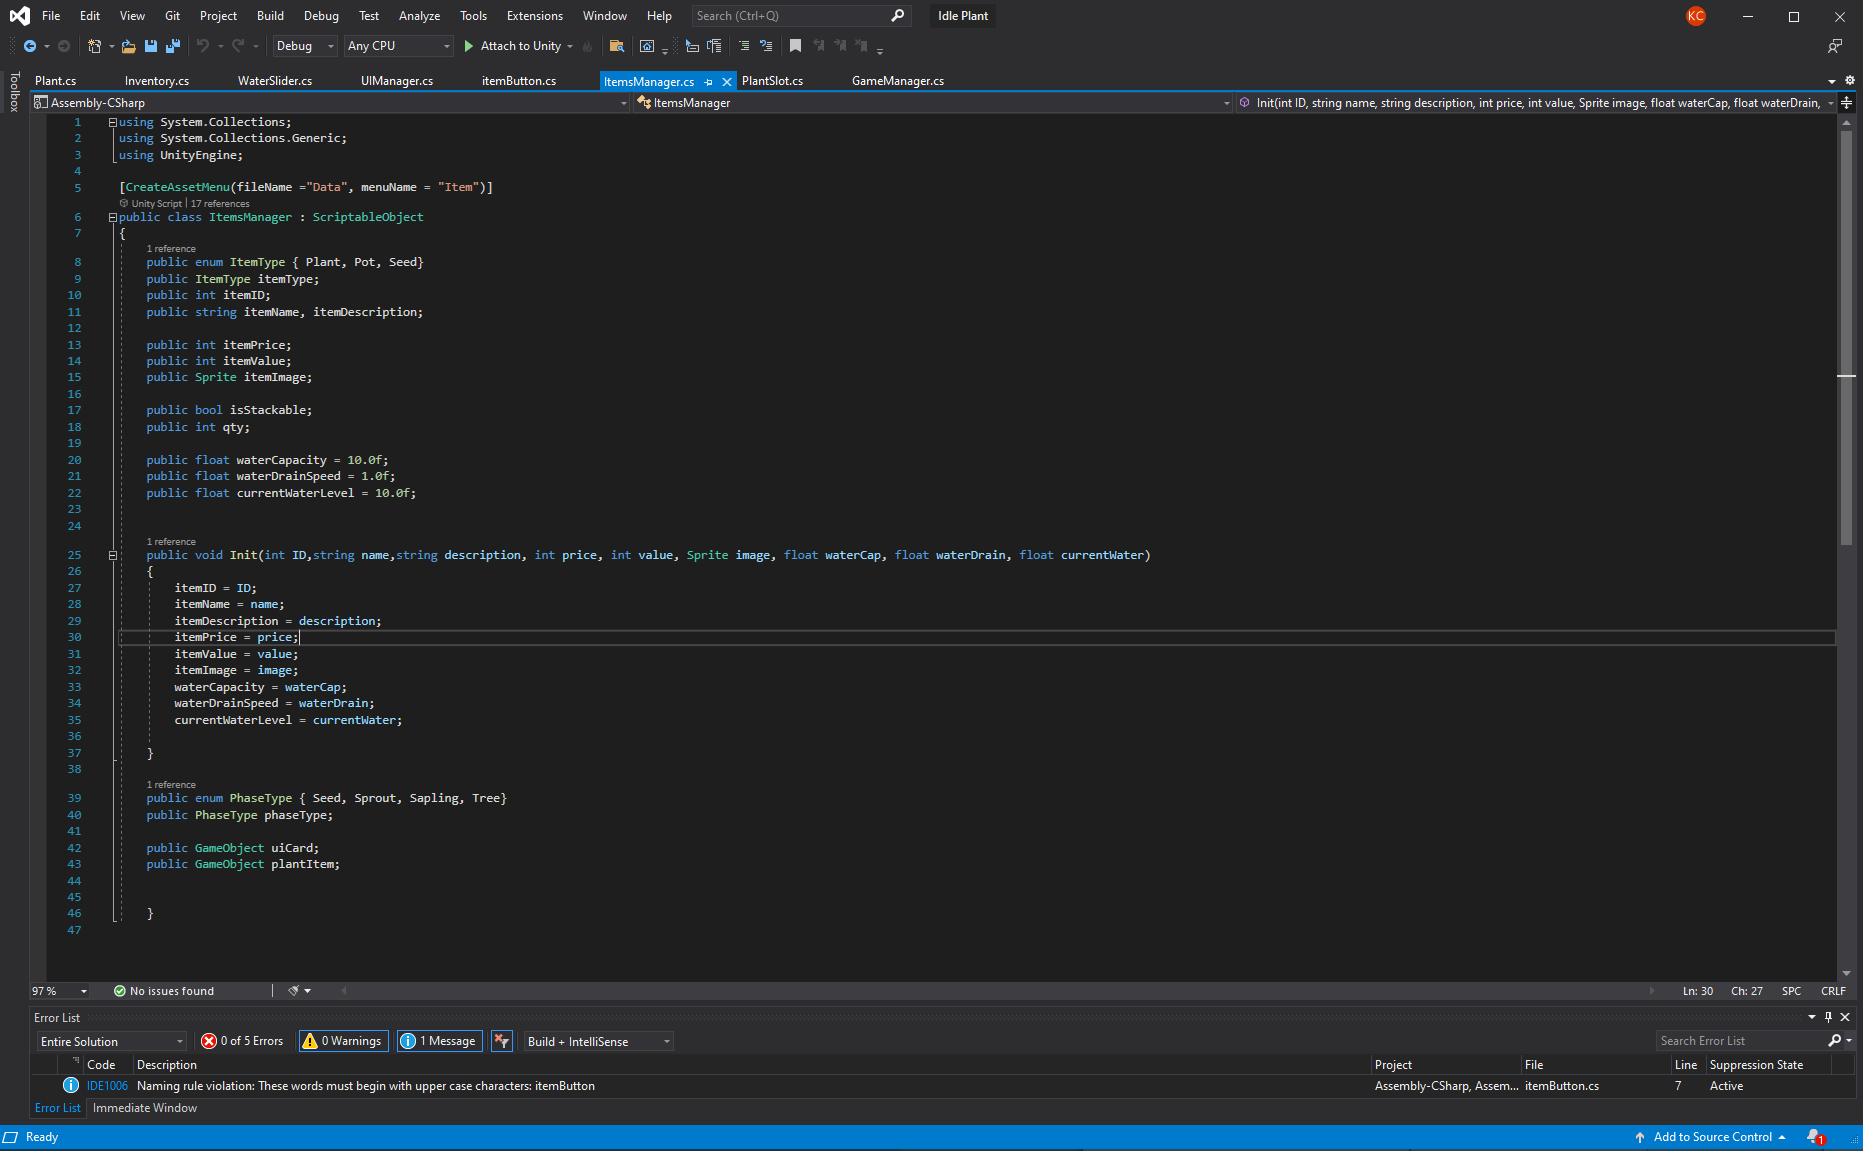 File Edit View Git Project Build Debug Test Analyze Tools Extensions Window Help Search (Ctrl+Q) Idle Plant KC
Debug Any CPU Attach to Unity
Toolbox
Plant.cs Inventory.cs WaterSlider.cs UIManager.cs itemButton.cs ItemsManager.cs PlantSlot.cs GameManager.cs
Assembly-CSharp ItemsManager Init(int ID, string name, string description, int price, int value, Sprite image, float waterCap, float waterDrain,
1 using System.Collections;
2 using System.Collections.Generic;
3 using UnityEngine;
4
5 [CreateAssetMenu(fileName ="Data", menuName = "Item")]
Unity Script | 17 references
6 public class ItemsManager : ScriptableObject
7 {
1 reference
8 public enum ItemType { Plant, Pot, Seed}
9 public ItemType itemType;
10 public int itemID;
11 public string itemName, itemDescription;
12
13 public int itemPrice;
14 public int itemValue;
15 public Sprite itemImage;
16
17 public bool isStackable;
18 public int qty;
19
20 public float waterCapacity = 10.0f;
21 public float waterDrainSpeed = 1.0f;
22 public float currentWaterLevel = 10.0f;
23
24
1 reference
25 public void Init(int ID,string name,string description, int price, int value, Sprite image, float waterCap, float waterDrain, float currentWater)
26 {
27 itemID = ID;
28 itemName = name;
29 itemDescription = description;
30 itemPrice = price;
31 itemValue = value;
32 itemImage = image;
33 waterCapacity = waterCap;
34 waterDrainSpeed = waterDrain;
35 currentWaterLevel = currentWater;
36
37 }
38
1 reference
39 public enum PhaseType { Seed, Sprout, Sapling, Tree}
40 public PhaseType phaseType;
41
42 public GameObject uiCard;
43 public GameObject plantItem;
44
45
46 }
47
97 % No issues found Ln: 30 Ch: 27 SPC CRLF
Error List
Entire Solution 0 of 5 Errors 0 Warnings 1 Message Build + IntelliSense Search Error List
Code Description Project File Line Suppression State
IDE1006 Naming rule violation: These words must begin with upper case characters: itemButton Assembly-CSharp, Assem... itemButton.cs 7 Active
Error List Immediate Window
Ready Add to Source Control 1